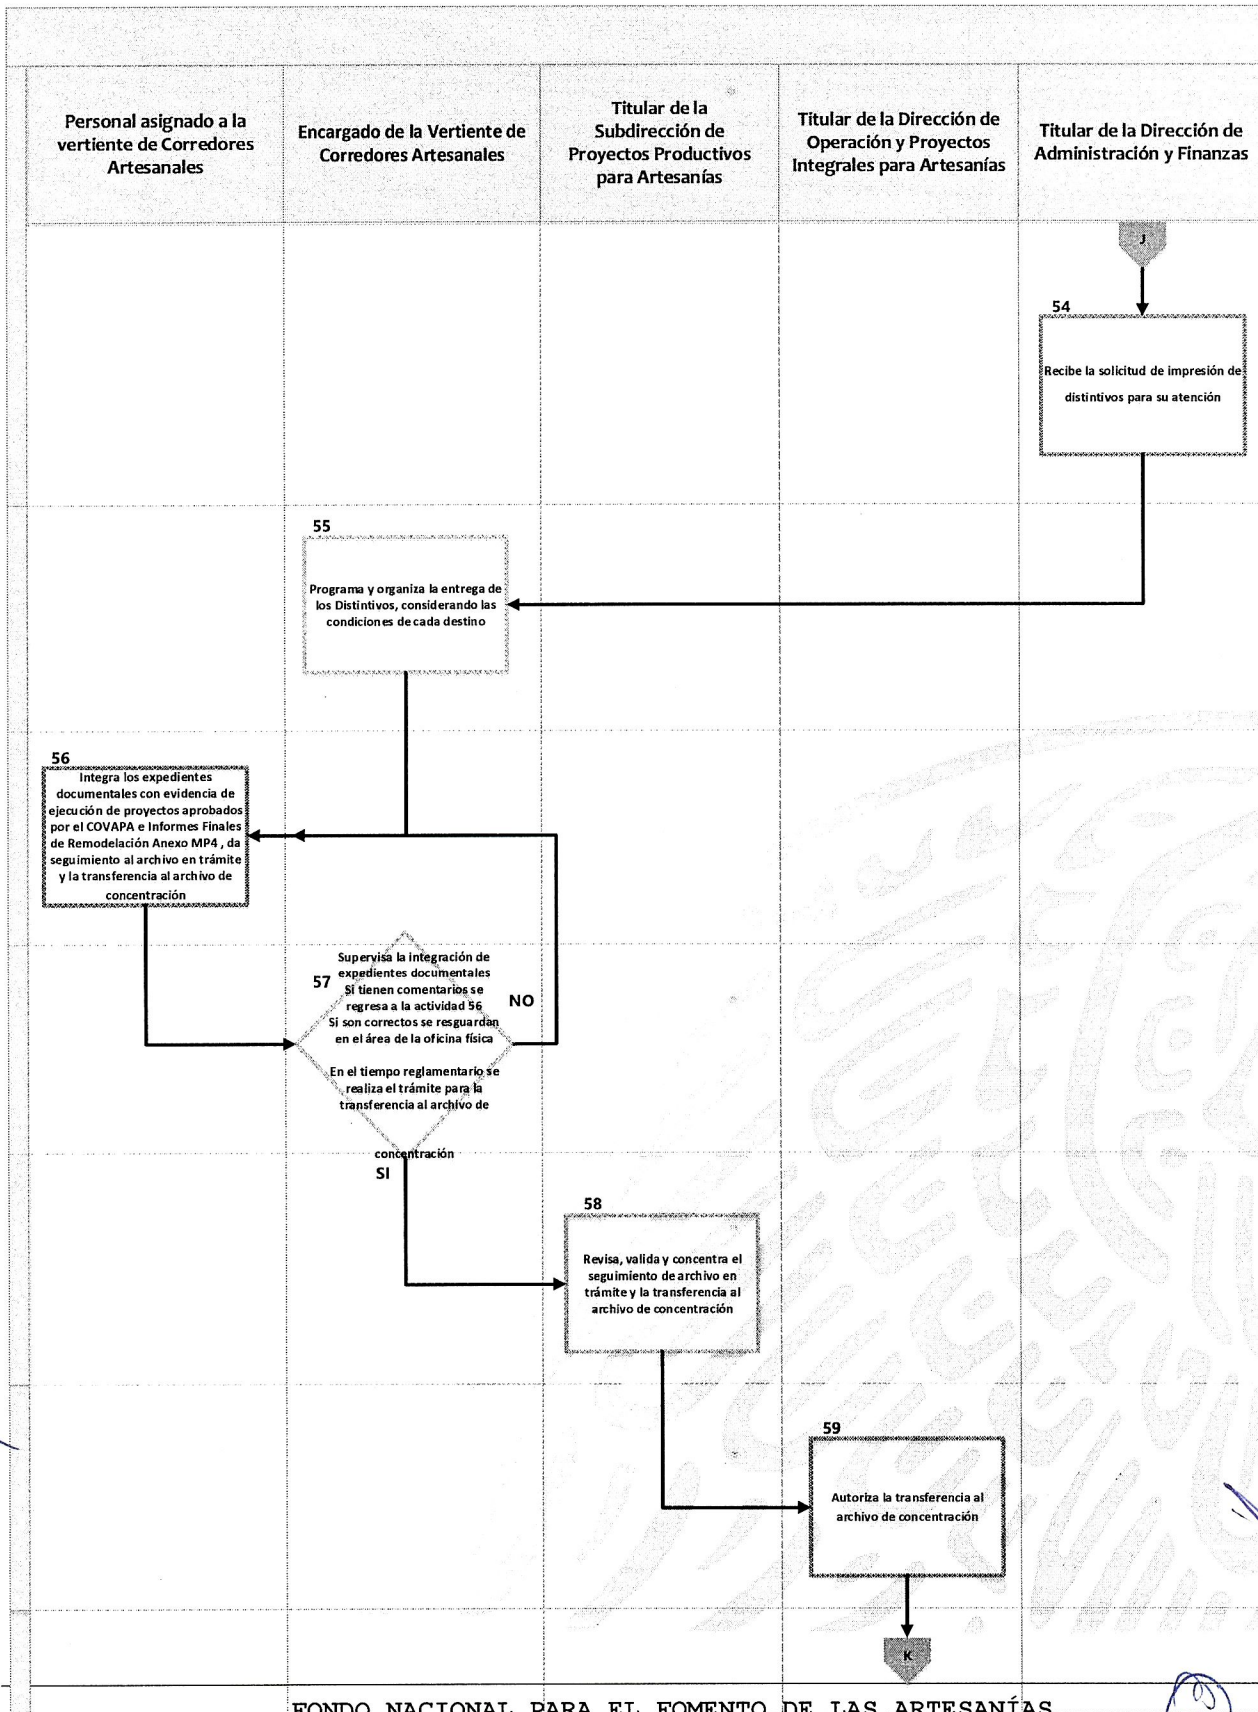 Personal asignado a la
vertiente de Corredores
Artesanales
Encargado de la Vertiente de
Corredores Artesanales
Titular de la
Subdirección de
Proyectos Productivos
para Artesanías
Titular de la Dirección de
Operación y Proyectos
Integrales para Artesanías
Titular de la Dirección de
Administración y Finanzas
J
54
Recibe la solicitud de impresión de
distintivos para su atención
55
Programa y organiza la entrega de
los Distintivos, considerando las
condiciones de cada destino
56
Integra los expedientes
documentales con evidencia de
ejecución de proyectos aprobados
por el COVAPA e Informes Finales
de Remodelación Anexo MP4 , da
seguimiento al archivo en trámite
y la transferencia al archivo de
concentración
57
Supervisa la integración de
expedientes documentales
Si tienen comentarios se
regresa a la actividad 56
Si son correctos se resguardan
en el área de la oficina física
En el tiempo reglamentario se
realiza el trámite para la
transferencia al archivo de
concentración
NO
SI
58
Revisa, valida y concentra el
seguimiento de archivo en
trámite y la transferencia al
archivo de concentración
59
Autoriza la transferencia al
archivo de concentración
K
FONDO NACIONAL PARA EL FOMENTO DE LAS ARTESANÍAS